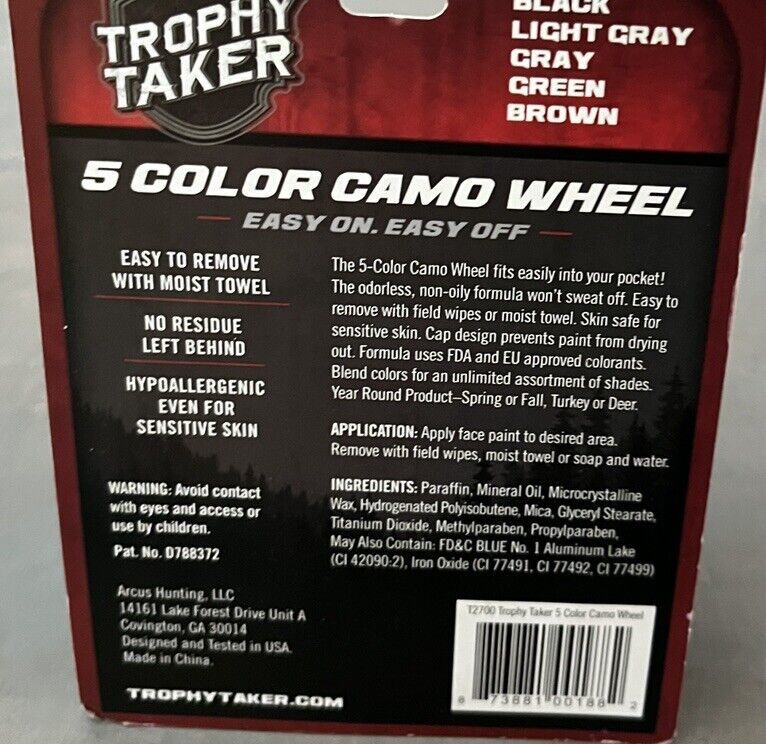 TROPHY
TAKER
BLACK
LIGHT GRAY
GRAY
GREEN
BROWN
5 COLOR CAMO WHEEL
EASY ON. EASY OFF
EASY TO REMOVE
WITH MOIST TOWEL
NO RESIDUE
LEFT BEHIND
HYPOALLERGENIC
EVEN FOR
SENSITIVE SKIN
The 5-Color Camo Wheel fits easily into your pocket!
The odorless, non-oily formula won't sweat off. Easy to
remove with field wipes or moist towel. Skin safe for
sensitive skin. Cap design prevents paint from drying
out. Formula uses FDA and EU approved colorants.
Blend colors for an unlimited assortment of shades.
Year Round Product–Spring or Fall, Turkey or Deer.
APPLICATION: Apply face paint to desired area.
Remove with field wipes, moist towel or soap and water.
WARNING: Avoid contact
with eyes and access or
use by children.
Pat. No. D788372
INGREDIENTS: Paraffin, Mineral Oil, Microcrystalline
Wax, Hydrogenated Polyisobutene, Mica, Glyceryl Stearate,
Titanium Dioxide, Methylparaben, Propylparaben,
May Also Contain: FD&C BLUE No. 1 Aluminum Lake
(CI 42090:2), Iron Oxide (CI 77491, CI 77492, CI 77499)
Arcus Hunting, LLC
14161 Lake Forest Drive Unit A
Covington, GA 30014
Designed and Tested in USA.
Made in China.
TROPHYTAKER.COM
T2700 Trophy Taker 5 Color Camo Wheel
6 73881 00188 2